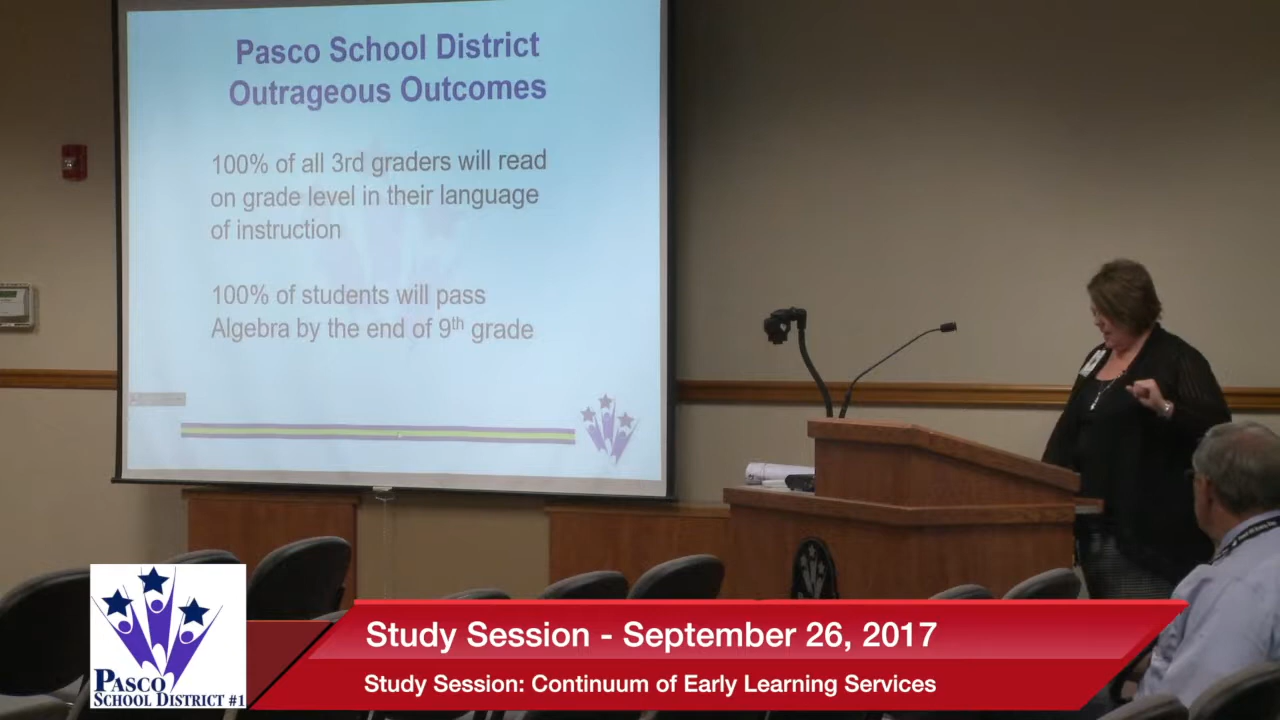 Pasco School District
Outrageous Outcomes
100% of all 3rd graders will read
on grade level in their language
of instruction
100% of students will pass
Algebra by the end of 9th grade
PASCO
SCHOOL DISTRICT #1
Study Session - September 26, 2017
Study Session: Continuum of Early Learning Services